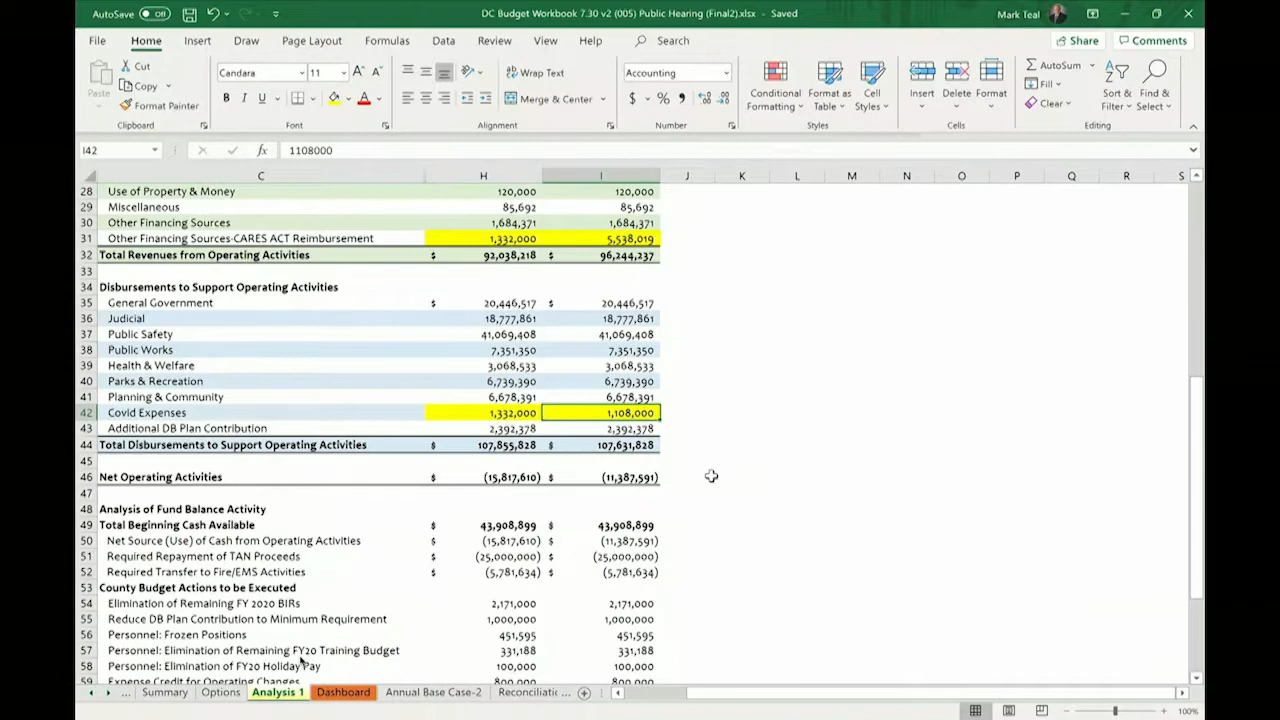 AutoSave Off DC Budget Workbook 7.30 v2 (005) Public Hearing (Final2).xlsx - Saved Mark Teal
File Home Insert Draw Page Layout Formulas Data Review View Help Search Share Comments
Paste Cut Copy Format Painter Clipboard
Candara 11 A A B I U A Font
Wrap Text Merge & Center Alignment
Accounting $ % , Number
Conditional Formatting Format as Table Cell Styles Styles
Insert Delete Format Cells
AutoSum Fill Clear Sort & Filter Find & Select Editing
I42 fx 1108000
C H I J K L M N O P Q R S
28 Use of Property & Money 120,000 120,000
29 Miscellaneous 85,692 85,692
30 Other Financing Sources 1,684,371 1,684,371
31 Other Financing Sources-CARES ACT Reimbursement 1,332,000 5,538,019
32 Total Revenues from Operating Activities $ 92,038,218 $ 96,244,237
33
34 Disbursements to Support Operating Activities
35 General Government $ 20,446,517 $ 20,446,517
36 Judicial 18,777,861 18,777,861
37 Public Safety 41,069,408 41,069,408
38 Public Works 7,351,350 7,351,350
39 Health & Welfare 3,068,533 3,068,533
40 Parks & Recreation 6,739,390 6,739,390
41 Planning & Community 6,678,391 6,678,391
42 Covid Expenses 1,332,000 1,108,000
43 Additional DB Plan Contribution 2,392,378 2,392,378
44 Total Disbursements to Support Operating Activities $ 107,855,828 $ 107,631,828
45
46 Net Operating Activities $ (15,817,610) $ (11,387,591)
47
48 Analysis of Fund Balance Activity
49 Total Beginning Cash Available $ 43,908,899 $ 43,908,899
50 Net Source (Use) of Cash from Operating Activities $ (15,817,610) $ (11,387,591)
51 Required Repayment of TAN Proceeds $ (25,000,000) $ (25,000,000)
52 Required Transfer to Fire/EMS Activities $ (5,781,634) $ (5,781,634)
53 County Budget Actions to be Executed
54 Elimination of Remaining FY 2020 BIRs 2,171,000 2,171,000
55 Reduce DB Plan Contribution to Minimum Requirement 1,000,000 1,000,000
56 Personnel: Frozen Positions 451,595 451,595
57 Personnel: Elimination of Remaining FY20 Training Budget 331,188 331,188
58 Personnel: Elimination of FY20 Holiday Pay 100,000 100,000
59 Expense Credit for Operating Changes 800,000 800,000
... Summary Options Analysis 1 Dashboard Annual Base Case-2 Reconciliatic ...
100%